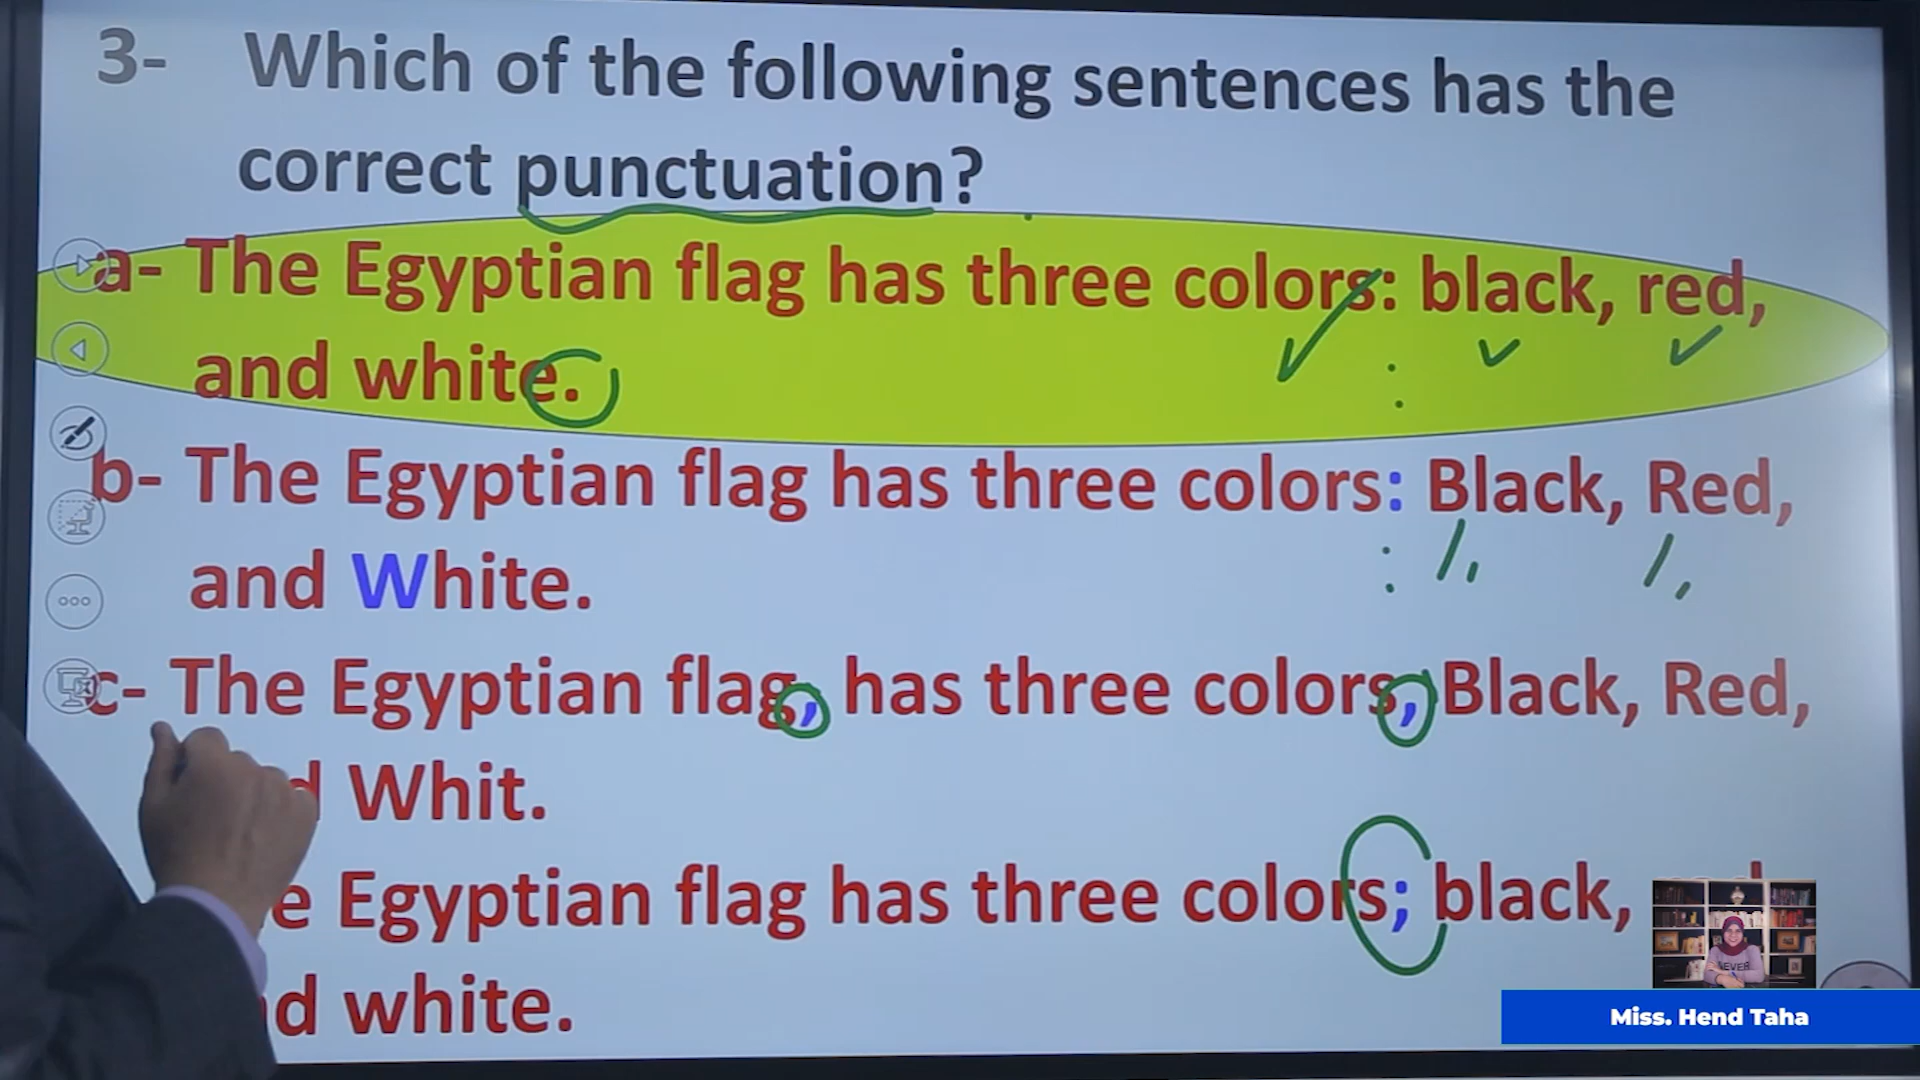 3- Which of the following sentences has the
correct punctuation?
a- The Egyptian flag has three colors: black, red,
and white.
b- The Egyptian flag has three colors: Black, Red,
and White.
c- The Egyptian flag, has three colors, Black, Red,
Whit.
Egyptian flag has three colors; black,
white.
NEVER
Miss. Hend Taha